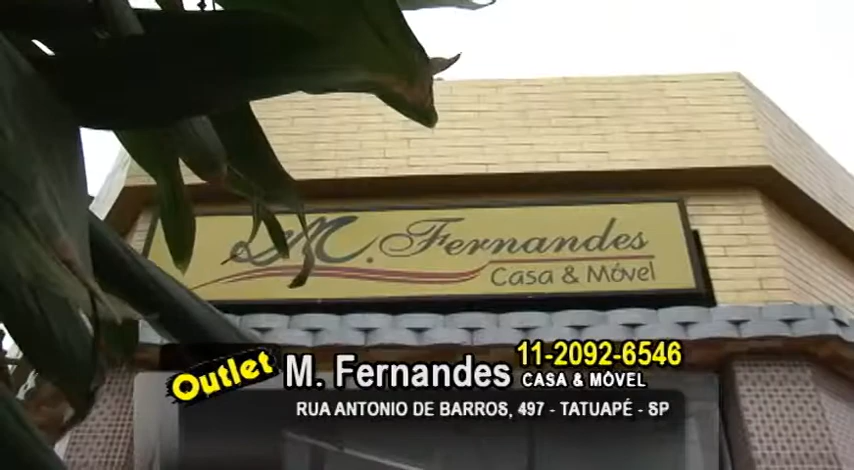 M. Fernandes
Casa & Móvel
Outlet
M. Fernandes
11-2092-6546
CASA & MÓVEL
RUA ANTONIO DE BARROS, 497 - TATUAPÉ - SP